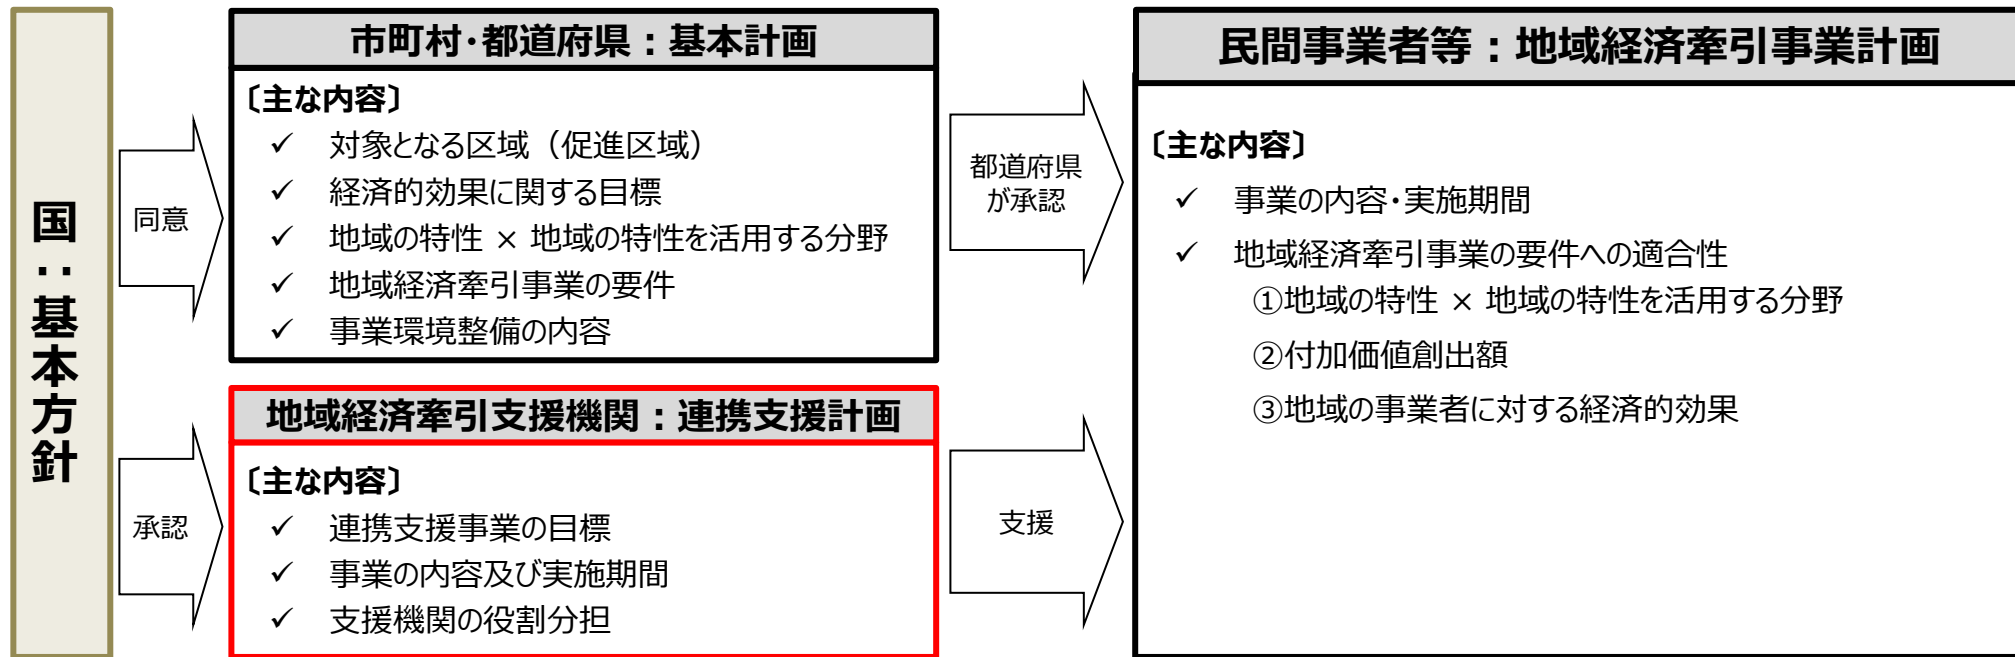 国：基本方針
同意
市町村・都道府県：基本計画
〔主な内容〕
✓ 対象となる区域（促進区域）
✓ 経済的効果に関する目標
✓ 地域の特性 × 地域の特性を活用する分野
✓ 地域経済牽引事業の要件
✓ 事業環境整備の内容
承認
地域経済牽引支援機関：連携支援計画
〔主な内容〕
✓ 連携支援事業の目標
✓ 事業の内容及び実施期間
✓ 支援機関の役割分担
都道府県
が承認
支援
民間事業者等：地域経済牽引事業計画
〔主な内容〕
✓ 事業の内容・実施期間
✓ 地域経済牽引事業の要件への適合性
①地域の特性 × 地域の特性を活用する分野
②付加価値創出額
③地域の事業者に対する経済的効果